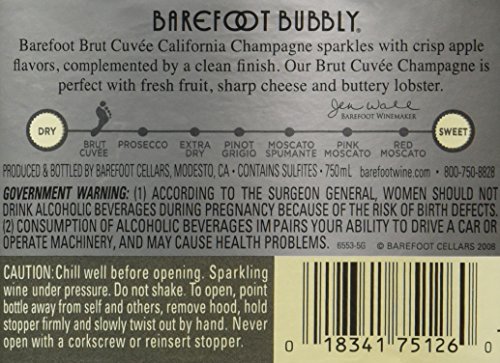 BAREFOOT BUBBLY®
Barefoot Brut Cuvée California Champagne sparkles with crisp apple
flavors, complemented by a clean finish. Our Brut Cuvée Champagne is
perfect with fresh fruit, sharp cheese and buttery lobster.
Jen Wall
BAREFOOT WINEMAKER
DRY
SWEET
BRUT CUVÉE
PROSECCO
EXTRA DRY
PINOT GRIGIO
MOSCATO SPUMANTE
PINK MOSCATO
RED MOSCATO
PRODUCED & BOTTLED BY BAREFOOT CELLARS, MODESTO, CA • CONTAINS SULFITES • 750mL barefootwine.com • 800-750-8828
GOVERNMENT WARNING: (1) ACCORDING TO THE SURGEON GENERAL, WOMEN SHOULD NOT
DRINK ALCOHOLIC BEVERAGES DURING PREGNANCY BECAUSE OF THE RISK OF BIRTH DEFECTS.
(2) CONSUMPTION OF ALCOHOLIC BEVERAGES IMPAIRS YOUR ABILITY TO DRIVE A CAR OR
OPERATE MACHINERY, AND MAY CAUSE HEALTH PROBLEMS. 6553-5G © BAREFOOT CELLARS 2008
CAUTION: Chill well before opening. Sparkling
wine under pressure. Do not shake. To open, point
bottle away from self and others, remove hood, hold
stopper firmly and slowly twist out by hand. Never
open with a corkscrew or reinsert stopper.
0 18341 75126 0